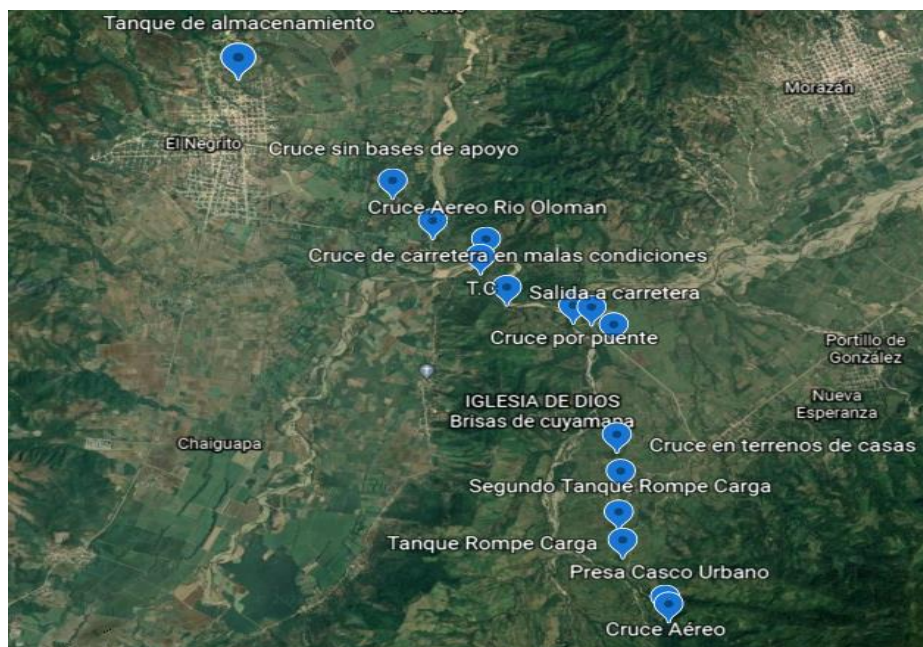 Tanque de almacenamiento
Morazán
El Negrito
Cruce sin bases de apoyo
Cruce Aereo Rio Oloman
Cruce de carretera en malas condiciones
T.C
Salida a carretera
Cruce por puente
Portillo de
González
Nueva
Esperanza
IGLESIA DE DIOS
Brisas de cuyamapa
Chaiguapa
Cruce en terrenos de casas
Segundo Tanque Rompe Carga
Tanque Rompe Carga
Presa Casco Urbano
Cruce Aéreo